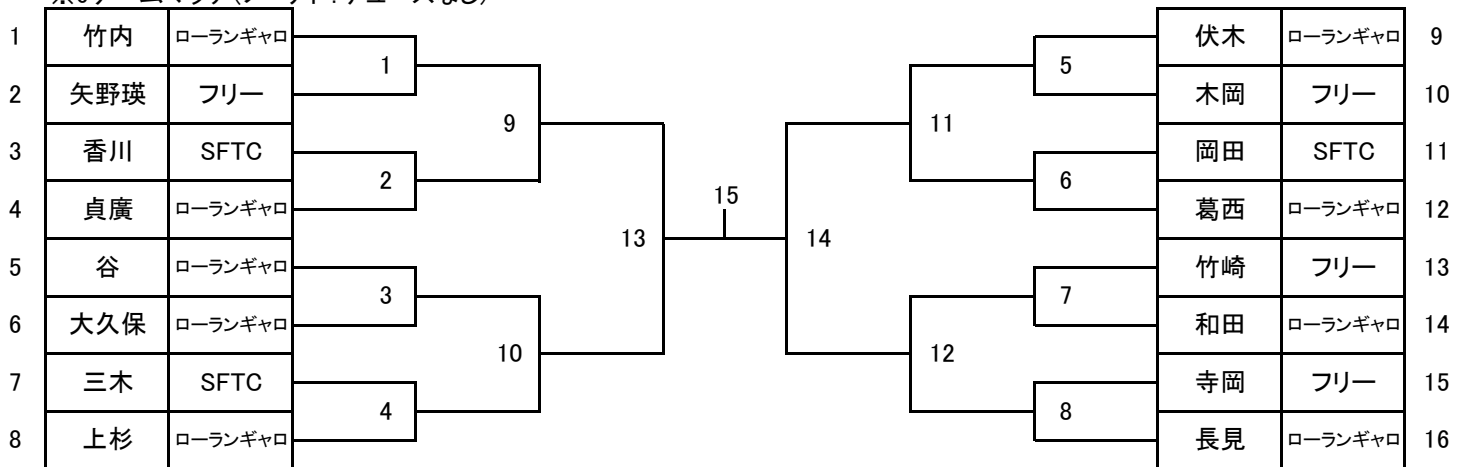 1 竹内 ローランギャロ
2 矢野瑛 フリー
3 香川 SFTC
4 貞廣 ローランギャロ
5 谷 ローランギャロ
6 大久保 ローランギャロ
7 三木 SFTC
8 上杉 ローランギャロ
1
2
3
4
9
10
13
15
14
11
12
5
6
7
8
伏木 ローランギャロ 9
木岡 フリー 10
岡田 SFTC 11
葛西 ローランギャロ 12
竹崎 フリー 13
和田 ローランギャロ 14
寺岡 フリー 15
長見 ローランギャロ 16